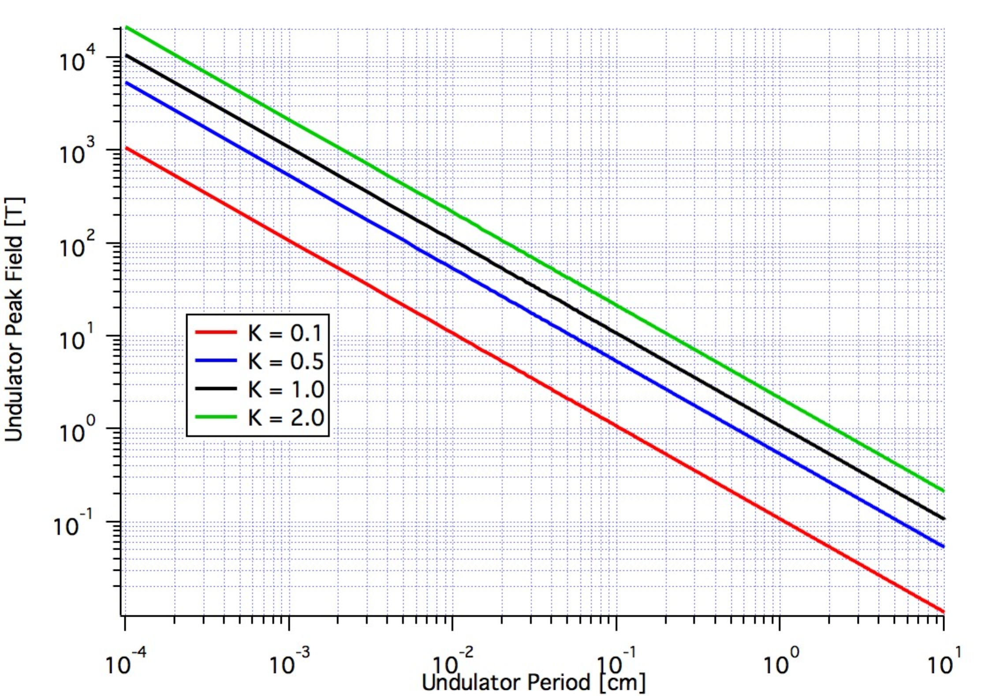 Undulator Peak Field [T]
10^4
10^3
10^2
10^1
10^0
10^-1
K = 0.1
K = 0.5
K = 1.0
K = 2.0
10^-4 10^-3 10^-2 10^-1 10^0 10^1
Undulator Period [cm]